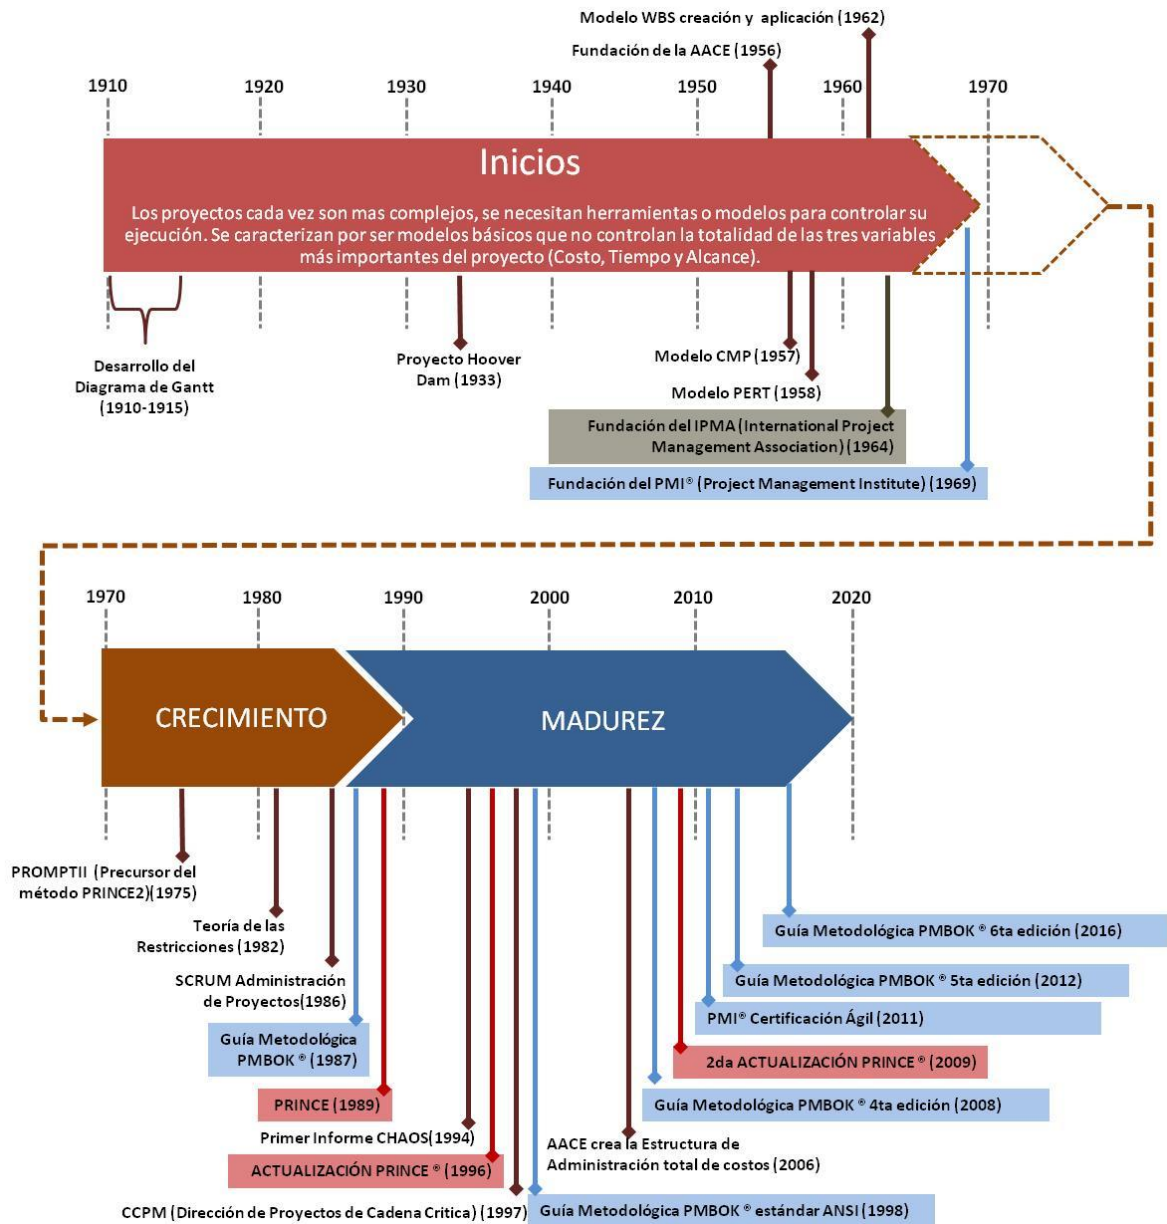 Modelo WBS creación y aplicación (1962)
Fundación de la AACE (1956)
1910 1920 1930 1940 1950 1960 1970
Inicios
Los proyectos cada vez son mas complejos, se necesitan herramientas o modelos para controlar su
ejecución. Se caracterizan por ser modelos básicos que no controlan la totalidad de las tres variables
más importantes del proyecto (Costo, Tiempo y Alcance).
Desarrollo del
Diagrama de Gantt
(1910-1915)
Proyecto Hoover
Dam (1933)
Modelo CMP (1957)
Modelo PERT (1958)
Fundación del IPMA (International Project
Management Association) (1964)
Fundación del PMI® (Project Management Institute) (1969)
1970 1980 1990 2000 2010 2020
CRECIMIENTO
MADUREZ
PROMPTII (Precursor del
método PRINCE2)(1975)
Teoría de las
Restricciones (1982)
SCRUM Administración
de Proyectos(1986)
Guía Metodológica
PMBOK ® (1987)
PRINCE (1989)
Primer Informe CHAOS(1994)
ACTUALIZACIÓN PRINCE ® (1996)
CCPM (Dirección de Proyectos de Cadena Critica) (1997)
Guía Metodológica PMBOK ® 6ta edición (2016)
Guía Metodológica PMBOK ® 5ta edición (2012)
PMI® Certificación Ágil (2011)
2da ACTUALIZACIÓN PRINCE ® (2009)
Guía Metodológica PMBOK ® 4ta edición (2008)
AACE crea la Estructura de
Administración total de costos (2006)
Guía Metodológica PMBOK ® estándar ANSI (1998)